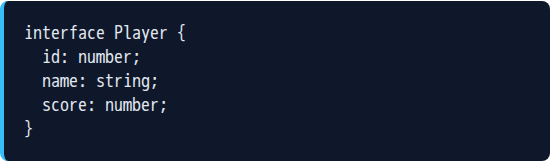 interface Player {
  id: number;
  name: string;
  score: number;
}